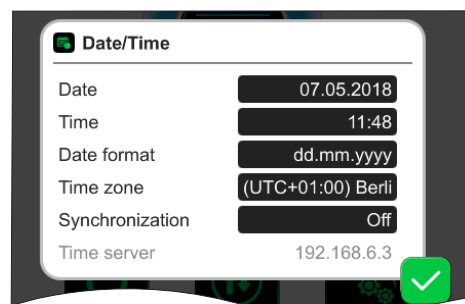 Date/Time
Date 07.05.2018
Time 11:48
Date format dd.mm.yyyy
Time zone (UTC+01:00) Berli
Synchronization Off
Time server 192.168.6.3